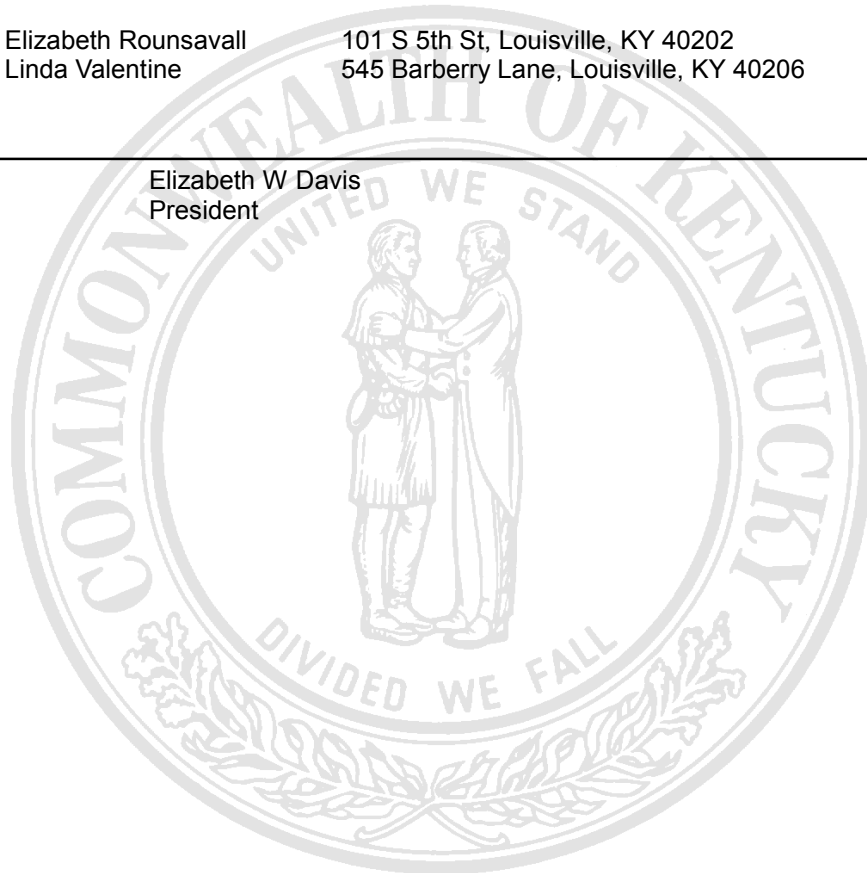 Elizabeth Rounsavall 101 S 5th St, Louisville, KY 40202
Linda Valentine 545 Barberry Lane, Louisville, KY 40206
Elizabeth W Davis
President
COMMONWEALTH OF KENTUCKY
UNITED WE STAND
DIVIDED WE FALL